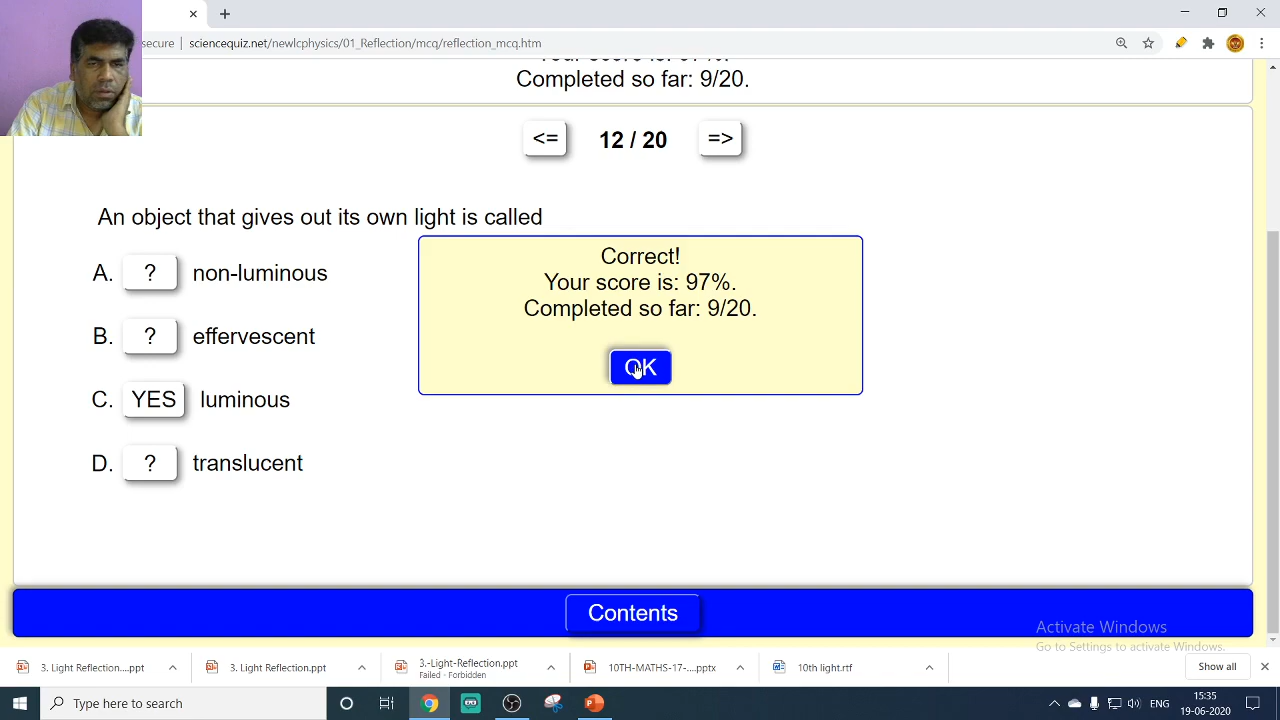 secure | sciencequiz.net/newlcphysics/01_Reflection/mcq/reflection_mcq.htm
Completed so far: 9/20.
<= 12 / 20 =>
An object that gives out its own light is called
A. ? non-luminous
B. ? effervescent
C. YES luminous
D. ? translucent
Correct!
Your score is: 97%.
Completed so far: 9/20.
OK
Contents
Activate Windows
Go to Settings to activate Windows.
3. Light Reflection....ppt
3. Light Reflection.ppt
3.-Light-Reflection.ppt
Failed - Forbidden
10TH-MATHS-17-....pptx
10th light.rtf
Show all
Type here to search
ENG
15:35
19-06-2020